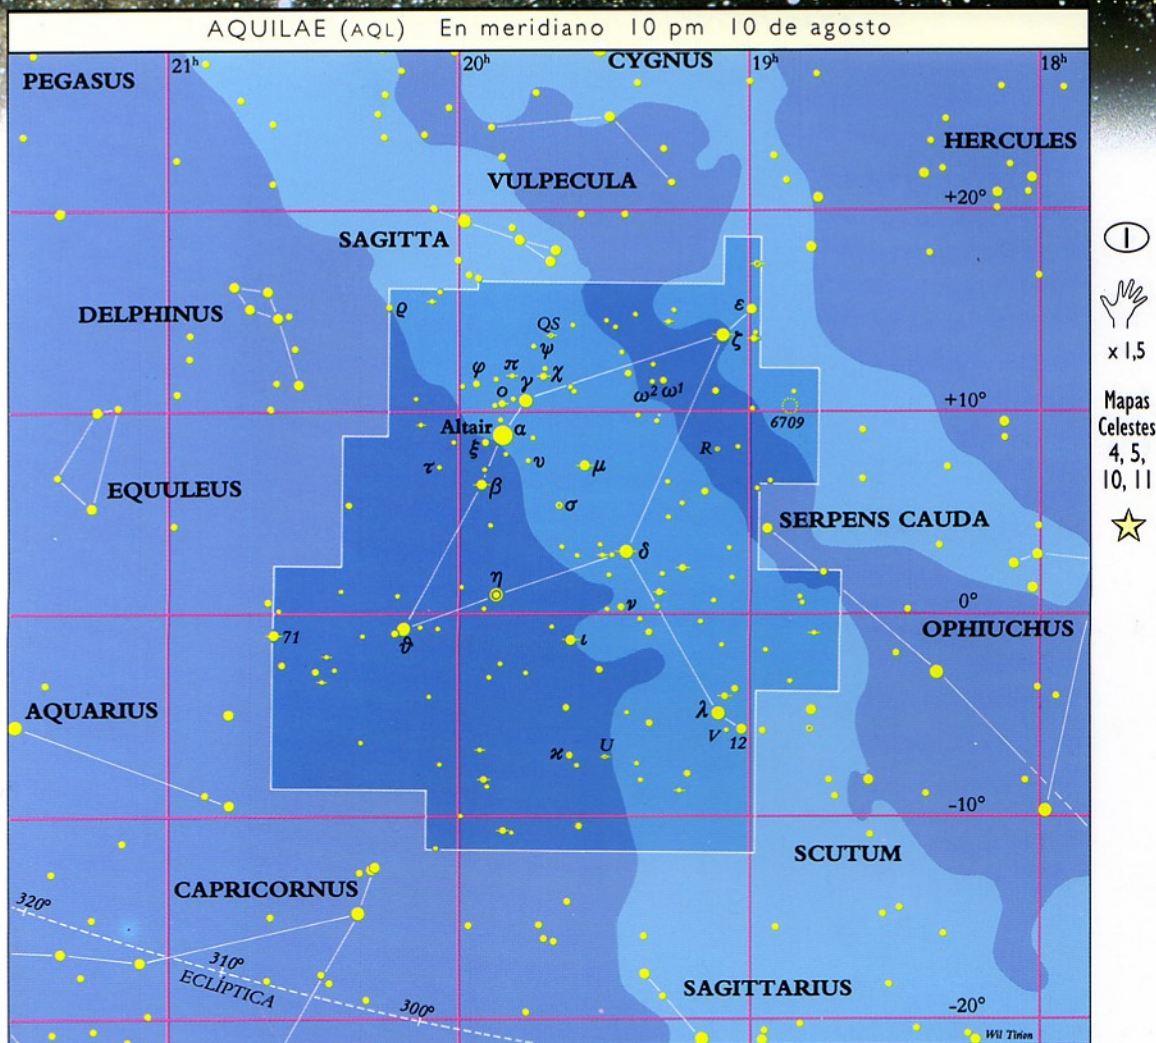 AQUILAE (AQL) En meridiano 10 pm 10 de agosto
21h 20h 19h 18h
CYGNUS
PEGASUS
HERCULES
VULPECULA
+20°
SAGITTA
DELPHINUS
ϱ
ε
QS
ζ
ψ
φ π χ
ο γ
ω² ω¹
+10°
6709
Altair α
ξ
R
τ υ μ
β
EQUULEUS
σ
SERPENS CAUDA
δ
η
ν
0°
71
ϑ
ι
OPHIUCHUS
AQUARIUS
λ
V 12
ϰ U
-10°
SCUTUM
CAPRICORNUS
320°
310°
ECLÍPTICA
300°
SAGITTARIUS
-20°
Wil Tirion
I
x 1,5
Mapas
Celestes
4, 5,
10, 11